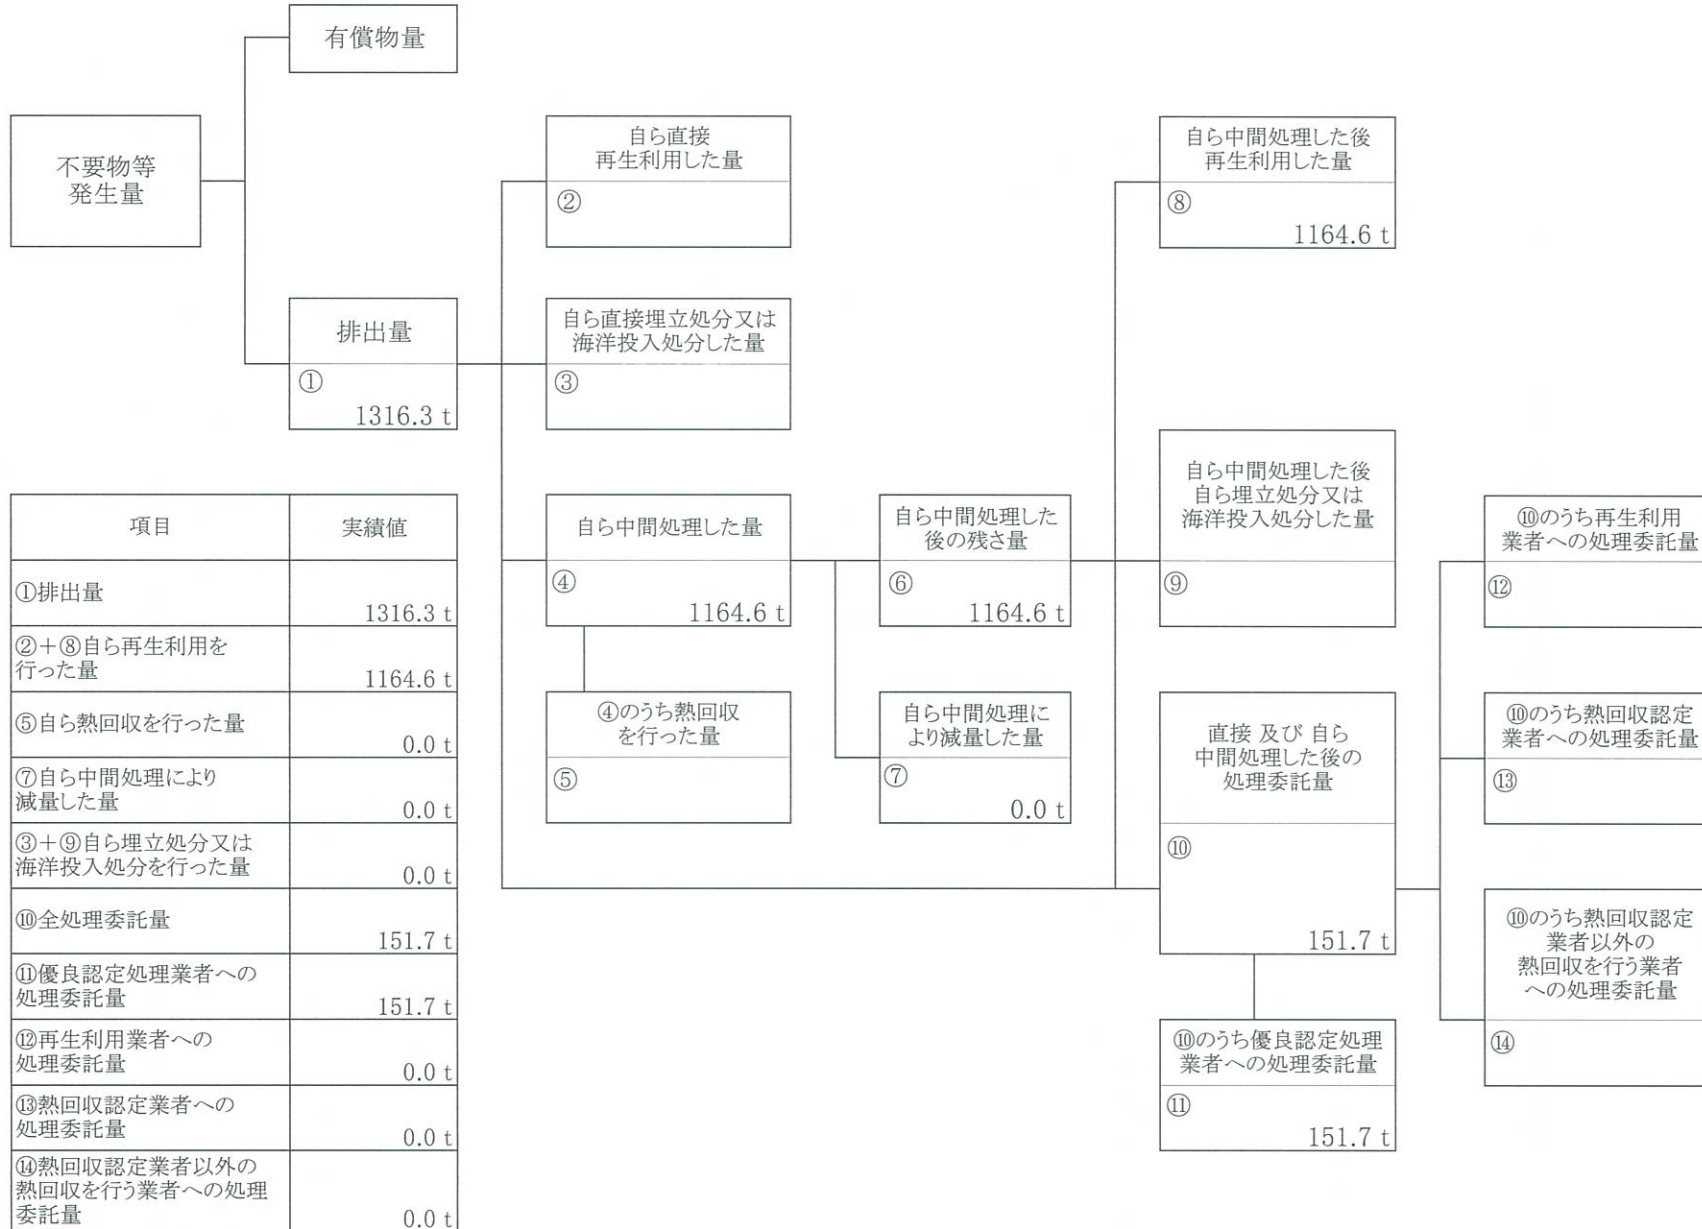 有償物量
不要物等
発生量
排出量
①
1316.3 t
自ら直接
再生利用した量
②
自ら直接埋立処分又は
海洋投入処分した量
③
自ら中間処理した量
④
1164.6 t
④のうち熱回収
を行った量
⑤
自ら中間処理した
後の残さ量
⑥
1164.6 t
自ら中間処理に
より減量した量
⑦
0.0 t
自ら中間処理した後
再生利用した量
⑧
1164.6 t
自ら中間処理した後
自ら埋立処分又は
海洋投入処分した量
⑨
直接 及び 自ら
中間処理した後の
処理委託量
⑩
151.7 t
⑩のうち優良認定処理
業者への処理委託量
⑪
151.7 t
⑩のうち再生利用
業者への処理委託量
⑫
⑩のうち熱回収認定
業者への処理委託量
⑬
⑩のうち熱回収認定
業者以外の
熱回収を行う業者
への処理委託量
⑭
項目 実績値
①排出量
1316.3 t
②+⑧自ら再生利用を
行った量
1164.6 t
⑤自ら熱回収を行った量
0.0 t
⑦自ら中間処理により
減量した量
0.0 t
③+⑨自ら埋立処分又は
海洋投入処分を行った量
0.0 t
⑩全処理委託量
151.7 t
⑪優良認定処理業者への
処理委託量
151.7 t
⑫再生利用業者への
処理委託量
0.0 t
⑬熱回収認定業者への
処理委託量
0.0 t
⑭熱回収認定業者以外の
熱回収を行う業者への処理
委託量
0.0 t